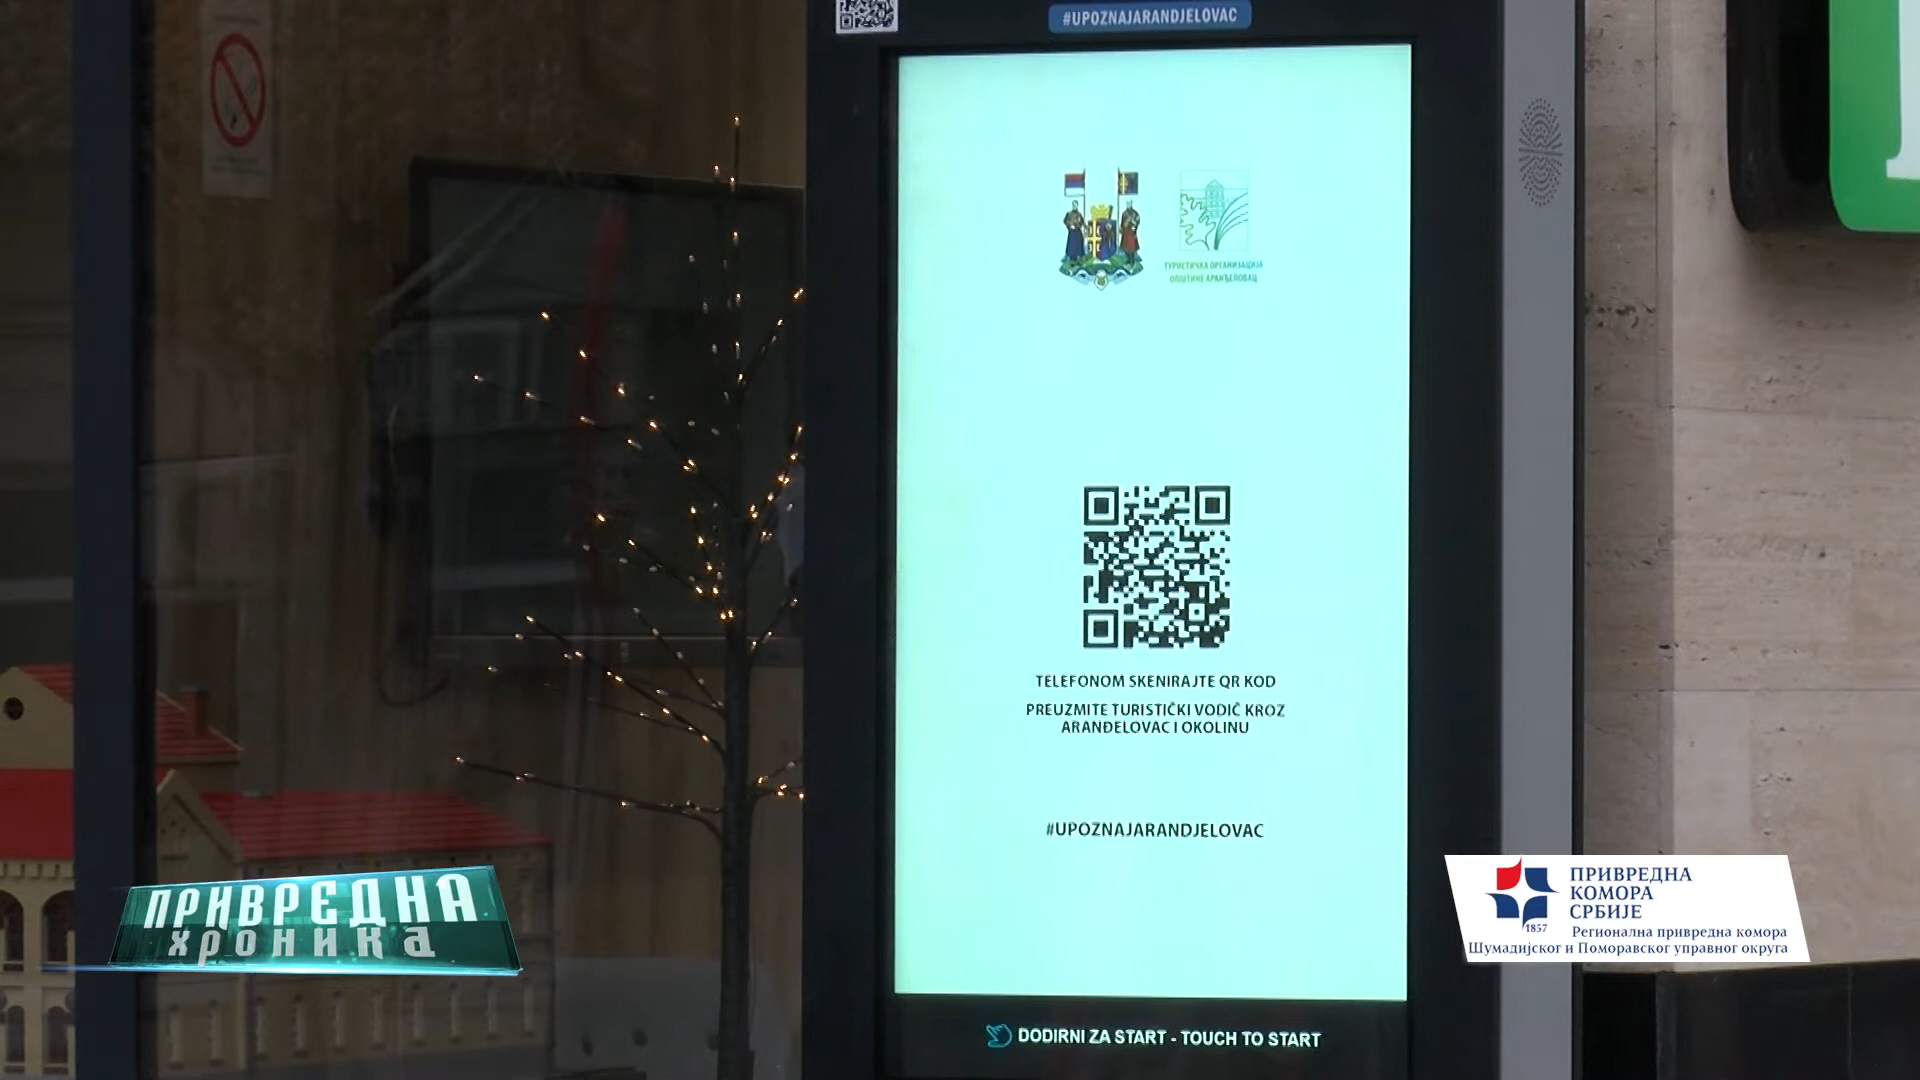 #UPOZNAJARANDJELOVAC
ТУРИСТИЧКА ОРГАНИЗАЦИЈА
ОПШТИНЕ АРАНЂЕЛОВАЦ
TELEFONOM SKENIRAJTE QR KOD
PREUZMITE TURISTIČKI VODIČ KROZ
ARANĐELOVAC I OKOLINU
#UPOZNAJARANDJELOVAC
DODIRNI ZA START - TOUCH TO START
ПРИВРЕДНА
хроника
ПРИВРЕДНА
КОМОРА
СРБИЈЕ
1857
Регионална привредна комора
Шумадијског и Поморавског управног округа